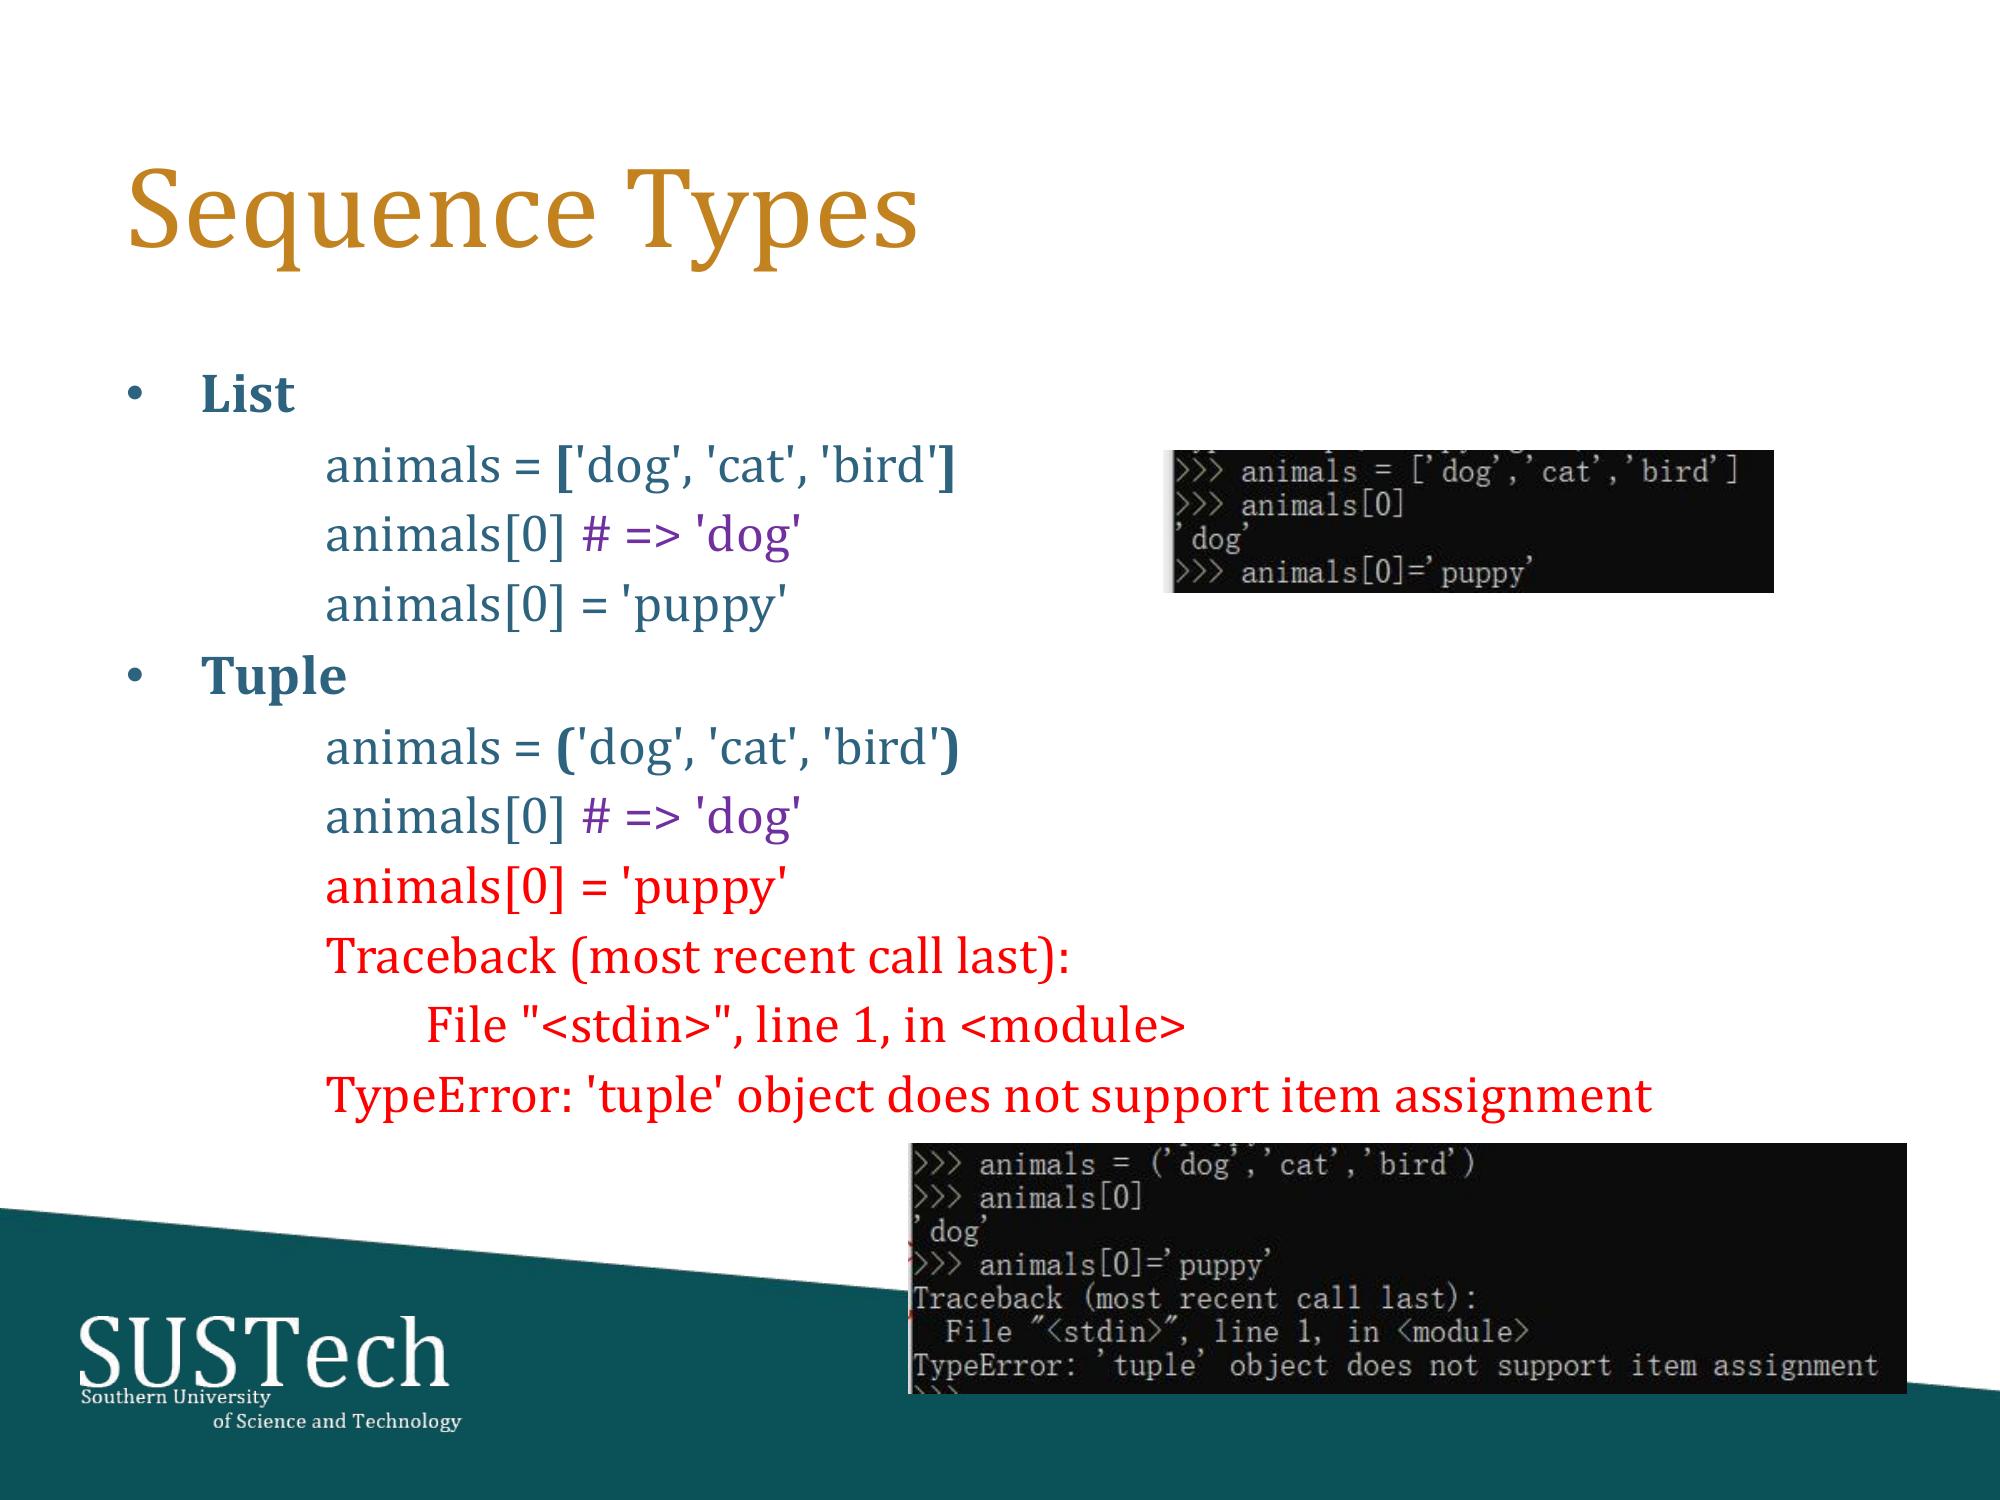 Sequence Types
• List
animals = ['dog', 'cat', 'bird']
animals[0] # => 'dog'
animals[0] = 'puppy'
>>> animals = ['dog','cat','bird']
>>> animals[0]
'dog'
>>> animals[0]='puppy'
• Tuple
animals = ('dog', 'cat', 'bird')
animals[0] # => 'dog'
animals[0] = 'puppy'
Traceback (most recent call last):
File "<stdin>", line 1, in <module>
TypeError: 'tuple' object does not support item assignment
>>> animals = ('dog','cat','bird')
>>> animals[0]
'dog'
>>> animals[0]='puppy'
Traceback (most recent call last):
File "<stdin>", line 1, in <module>
TypeError: 'tuple' object does not support item assignment
SUSTech
Southern University
of Science and Technology